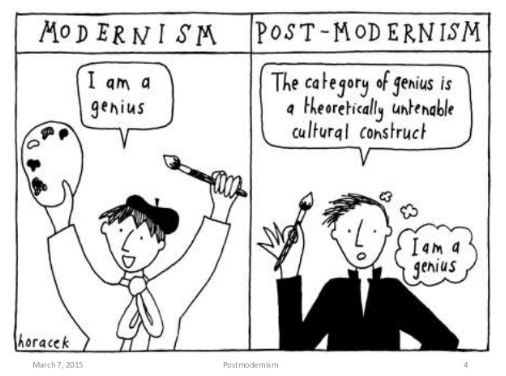 MODERNISM
I am a
genius
horacek
POST-MODERNISM
The category of genius is
a theoretically untenable
cultural construct
I am a
genius
March 7, 2015
Postmodernism
4